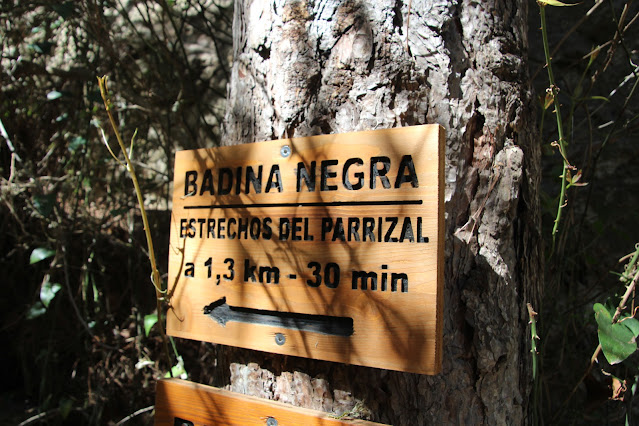 BADINA NEGRA
ESTRECHOS DEL PARRIZAL
a 1,3 km - 30 min